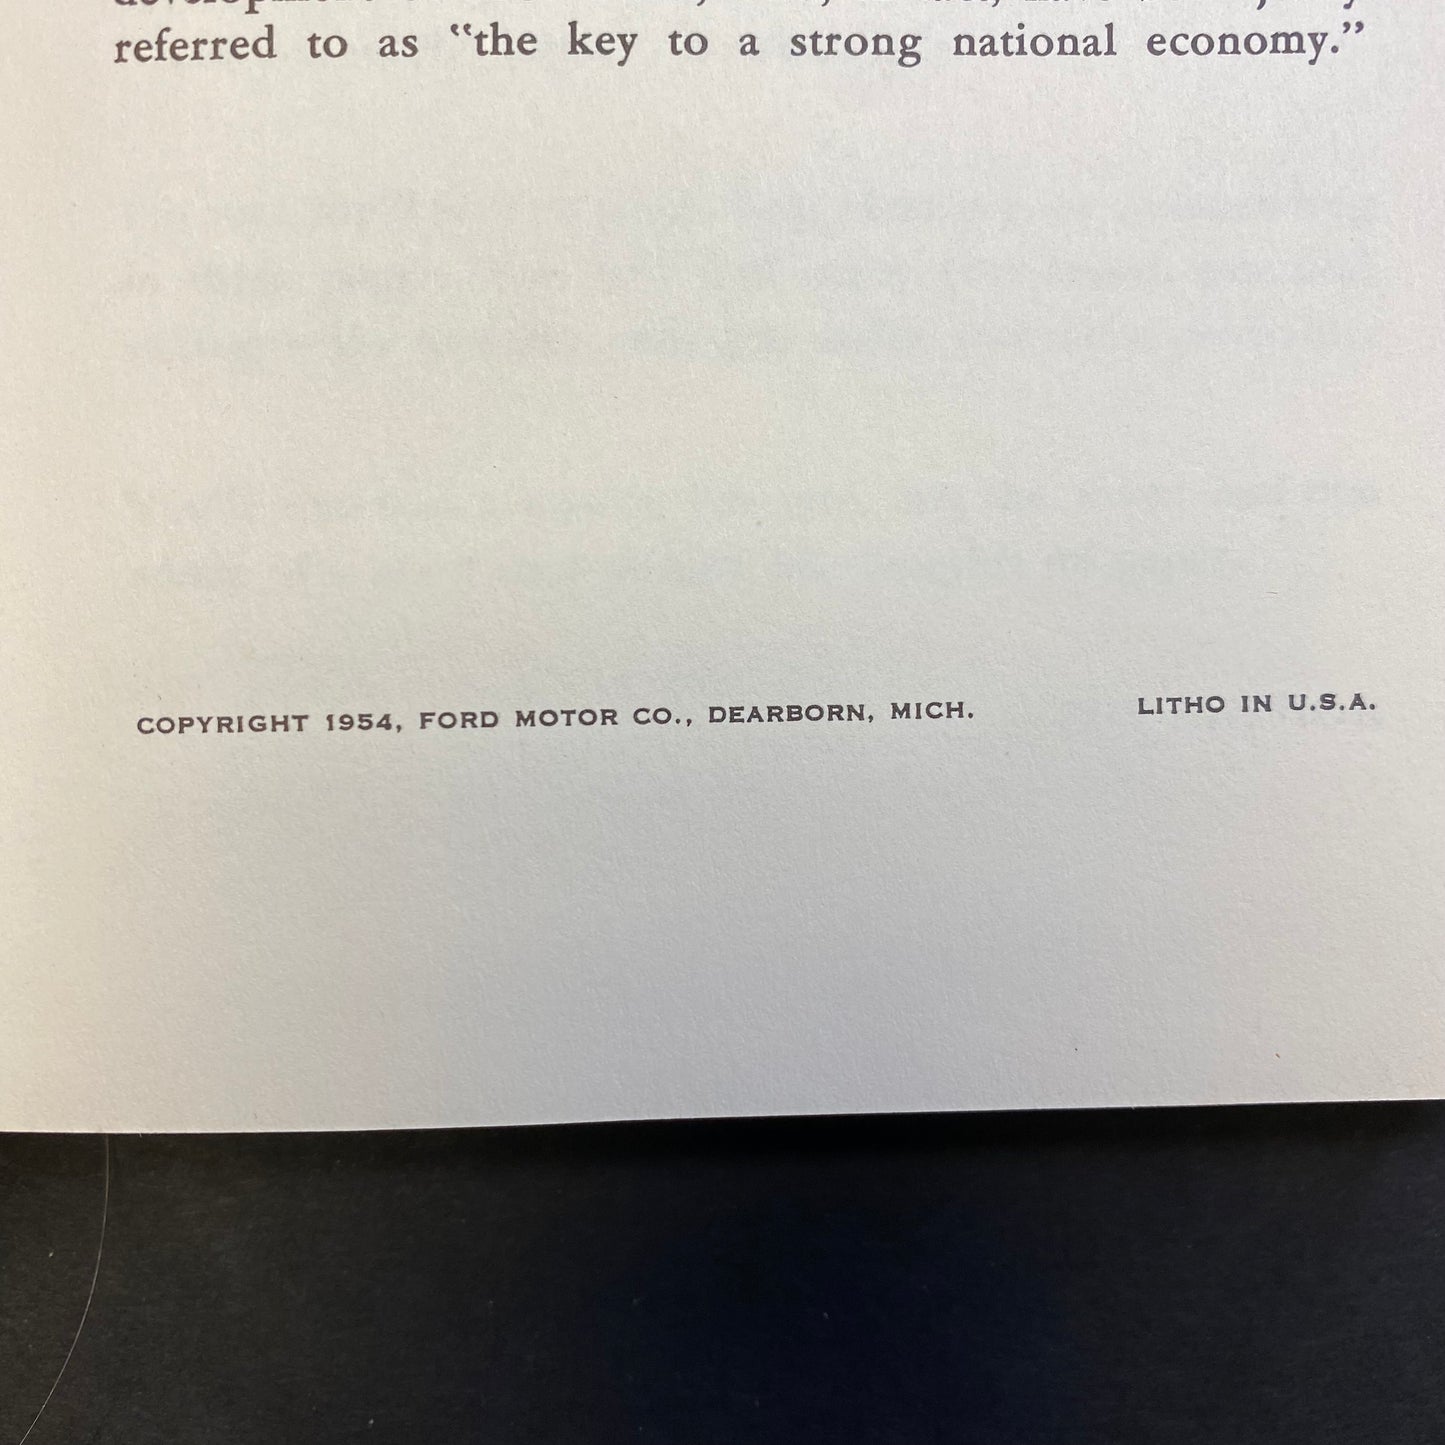 referred to as “the key to a strong national economy.”
COPYRIGHT 1954, FORD MOTOR CO., DEARBORN, MICH. LITHO IN U.S.A.